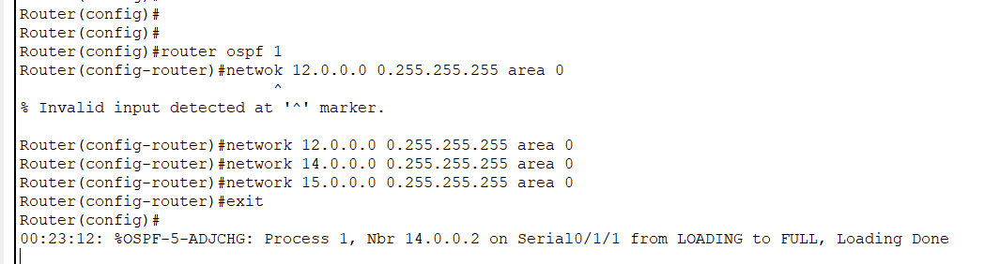 Router(config)#
Router(config)#
Router(config)#router ospf 1
Router(config-router)#netwok 12.0.0.0 0.255.255.255 area 0
^
% Invalid input detected at '^' marker.
Router(config-router)#network 12.0.0.0 0.255.255.255 area 0
Router(config-router)#network 14.0.0.0 0.255.255.255 area 0
Router(config-router)#network 15.0.0.0 0.255.255.255 area 0
Router(config-router)#exit
Router(config)#
00:23:12: %OSPF-5-ADJCHG: Process 1, Nbr 14.0.0.2 on Serial0/1/1 from LOADING to FULL, Loading Done